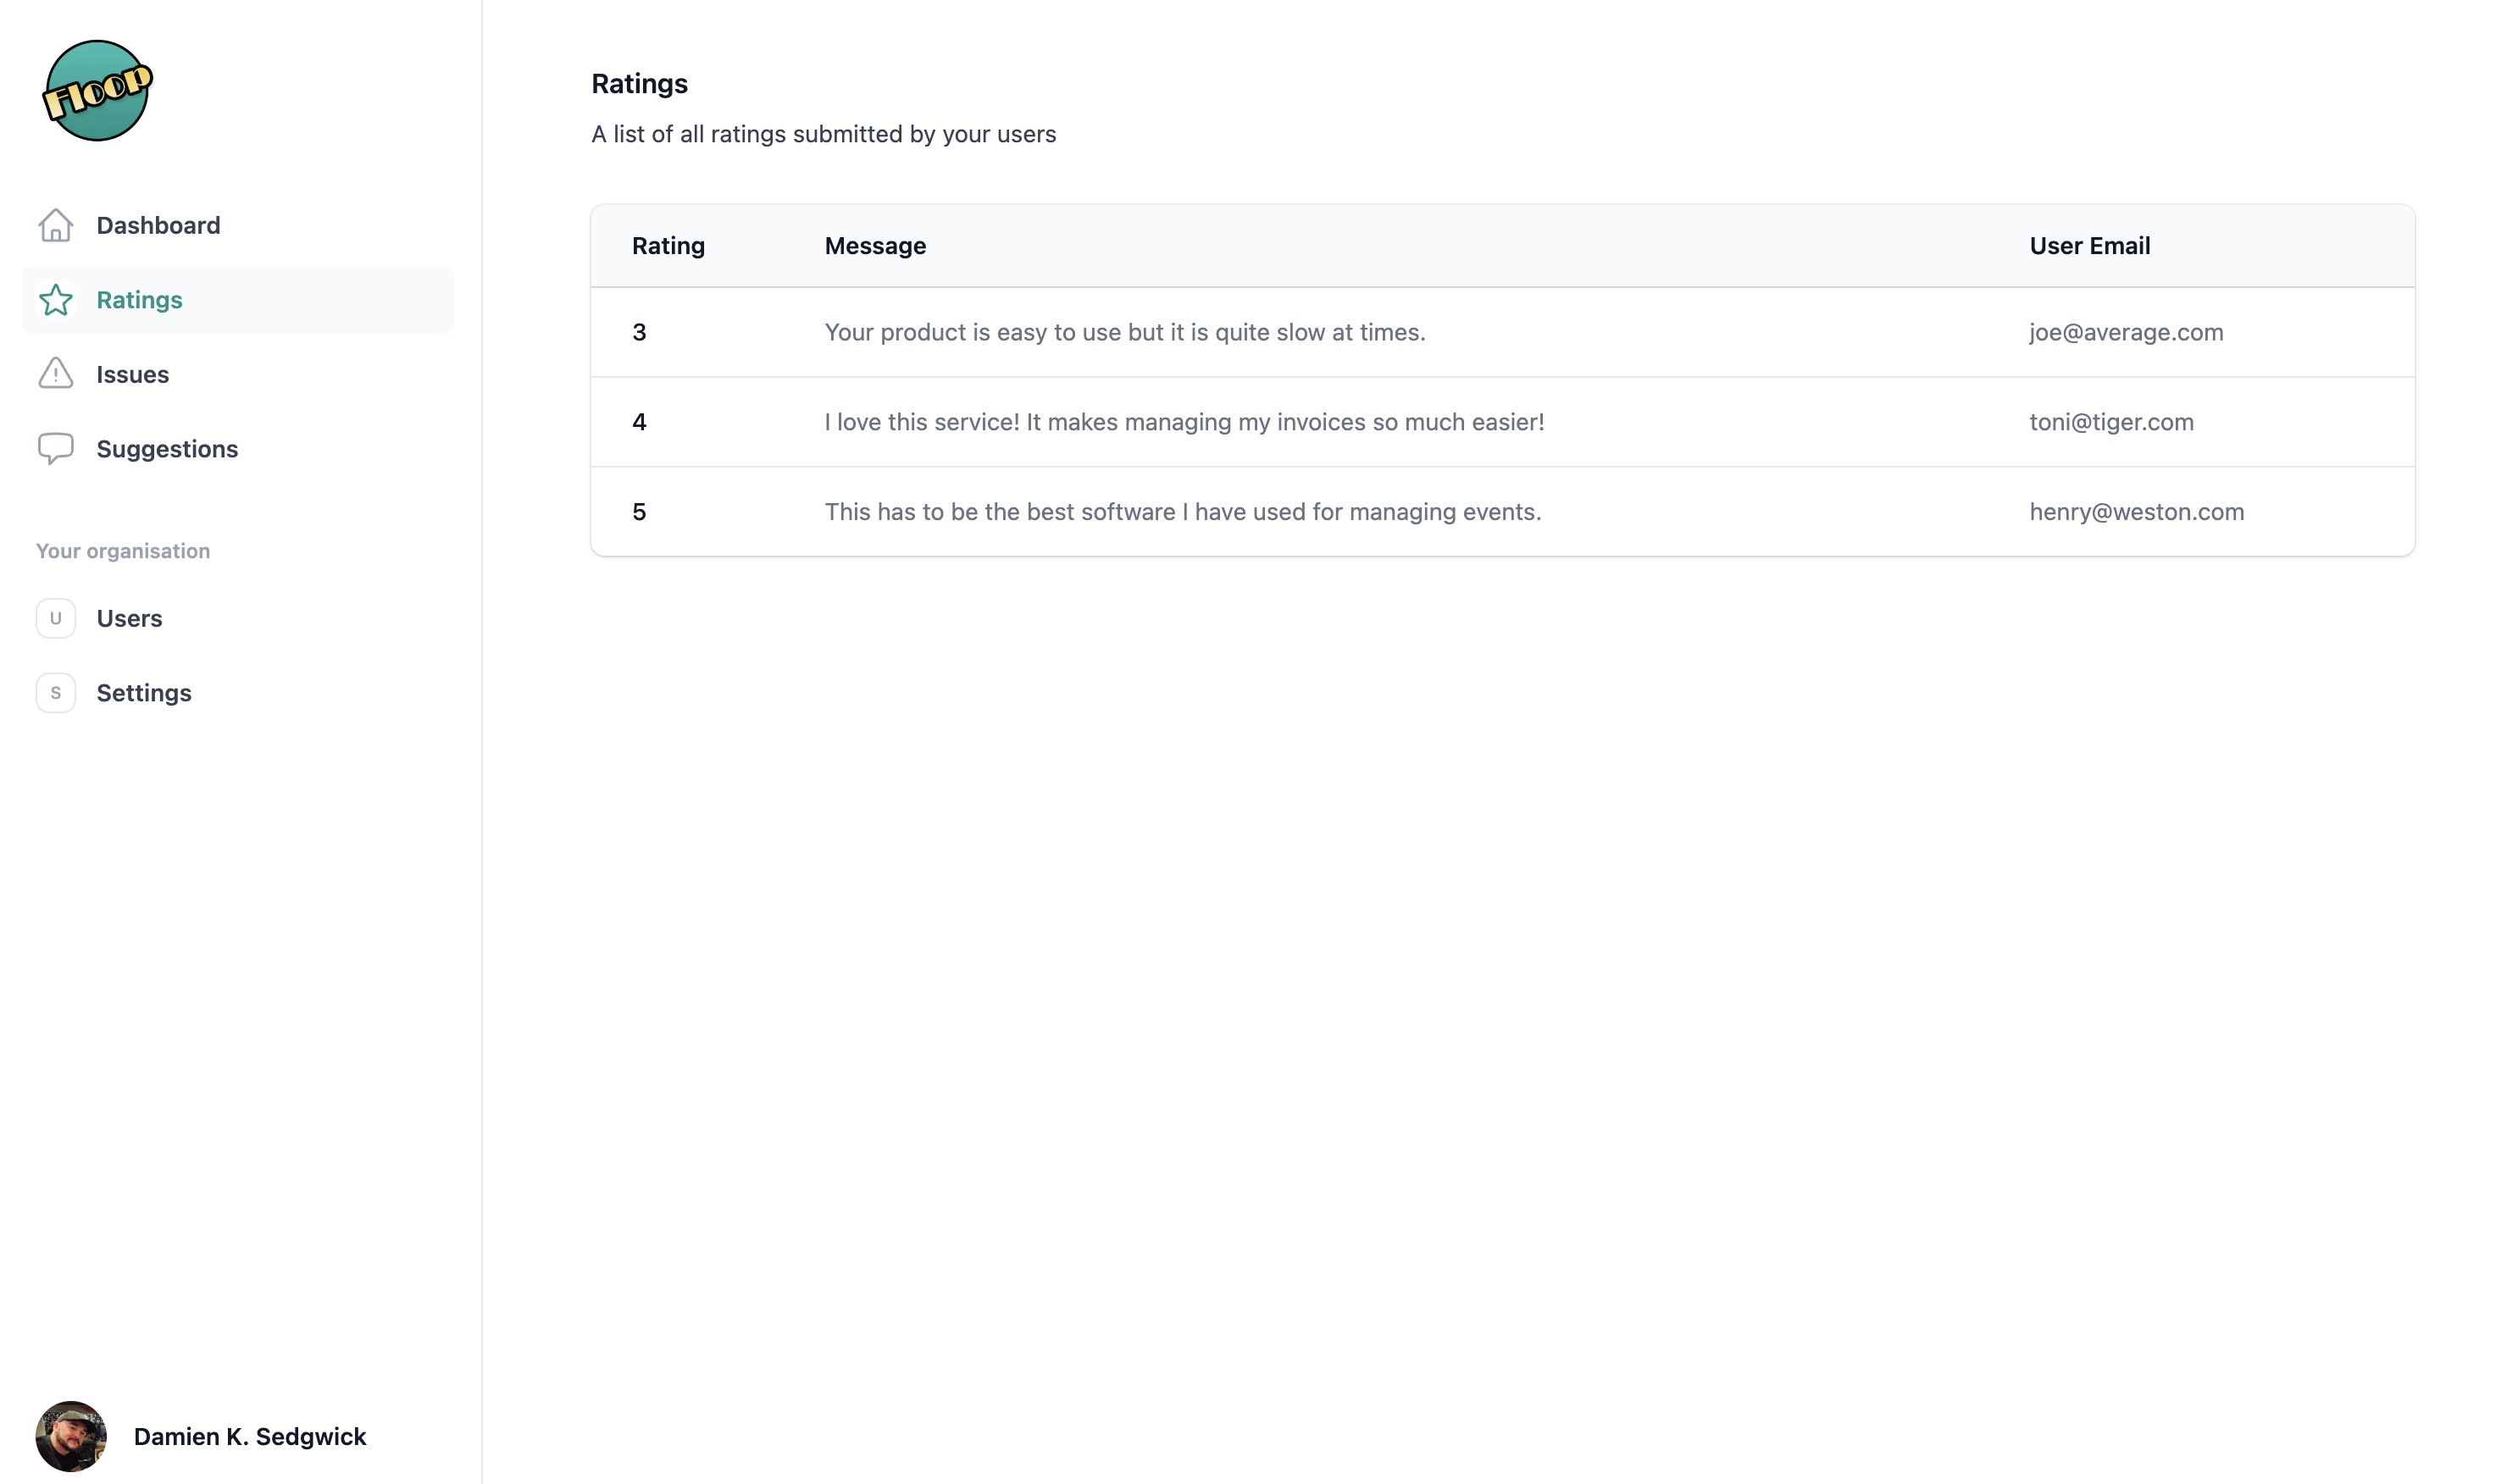 Floop
Dashboard
Ratings
Issues
Suggestions
Your organisation
U Users
S Settings
Damien K. Sedgwick
Ratings
A list of all ratings submitted by your users
Rating Message User Email
3 Your product is easy to use but it is quite slow at times. joe@average.com
4 I love this service! It makes managing my invoices so much easier! toni@tiger.com
5 This has to be the best software I have used for managing events. henry@weston.com